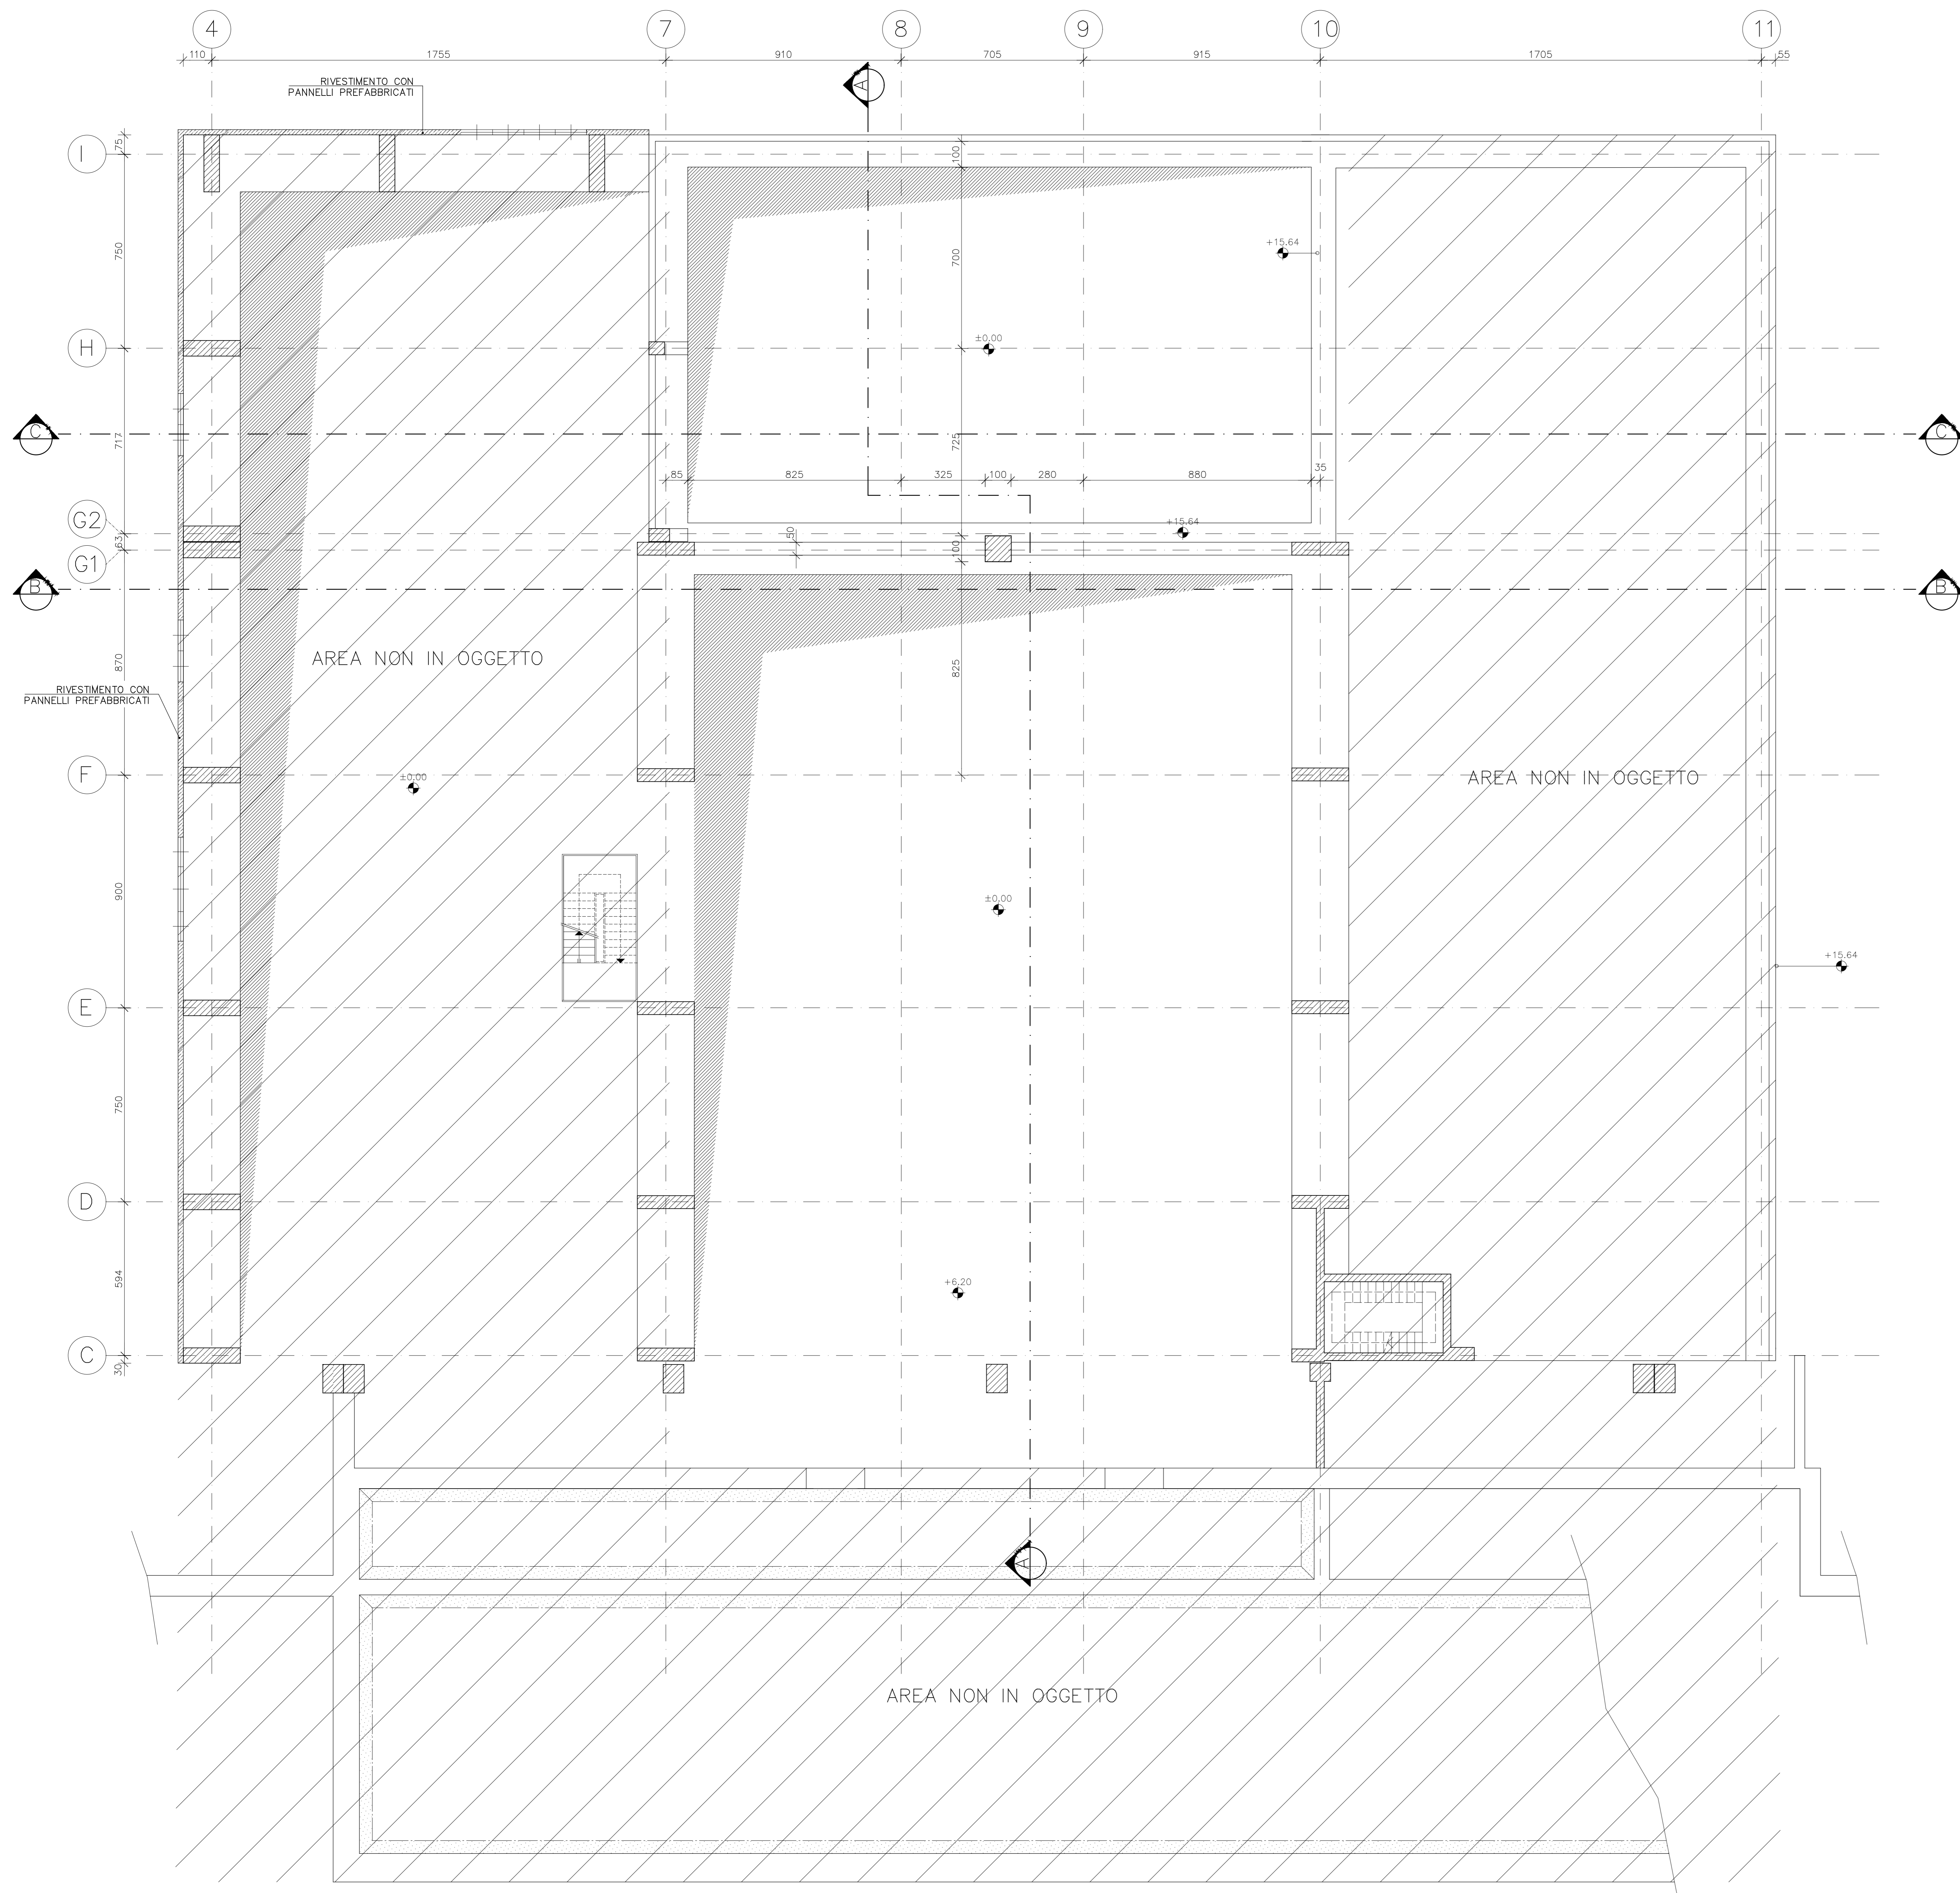 4
7
8
9
10
11
110
1755
910
705
915
1705
55
RIVESTIMENTO CON
PANNELLI PREFABBRICATI
A
I
75
100
750
700
+15.64
H
±0.00
C
717
725
C
85
825
325
100
280
880
35
G2
63
50
+15.64
100
G1
B
B
870
825
AREA NON IN OGGETTO
RIVESTIMENTO CON
PANNELLI PREFABBRICATI
F
±0.00
AREA NON IN OGGETTO
900
±0.00
+15.64
E
750
D
594
+6.20
C
30
A
AREA NON IN OGGETTO